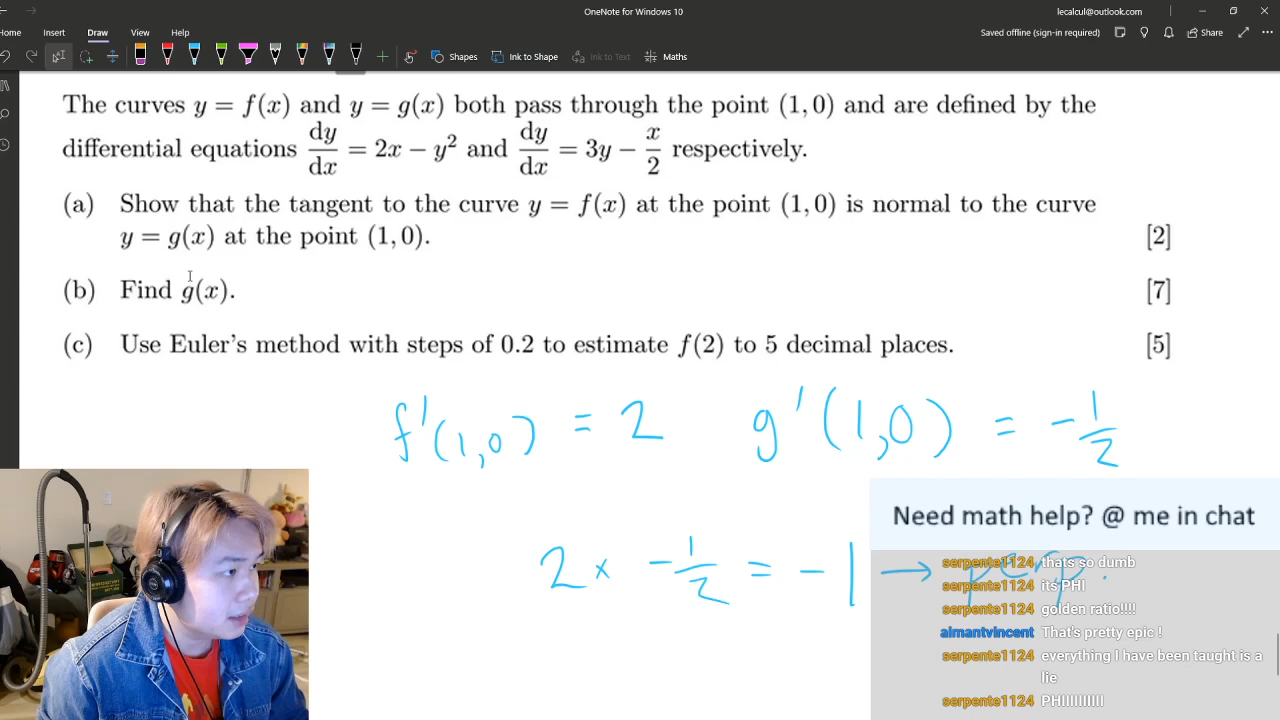 OneNote for Windows 10
lecalcul@outlook.com
Home Insert Draw View Help
Saved offline (sign-in required) Share
Shapes Ink to Shape Ink to Text Maths
The curves y = f(x) and y = g(x) both pass through the point (1, 0) and are defined by the
differential equations dy/dx = 2x − y² and dy/dx = 3y − x/2 respectively.
(a) Show that the tangent to the curve y = f(x) at the point (1, 0) is normal to the curve
y = g(x) at the point (1, 0). [2]
(b) Find g(x). [7]
(c) Use Euler's method with steps of 0.2 to estimate f(2) to 5 decimal places. [5]
f'(1,0) = 2 g'(1,0) = -1/2
2 × -1/2 = -1 → perp.
Need math help? @ me in chat
serpente1124 thats so dumb
serpente1124 its PHI
serpente1124 golden ratio!!!!
aimantvincent That's pretty epic !
serpente1124 everything I have been taught is a
lie
serpente1124 PHIIIIIIIIII